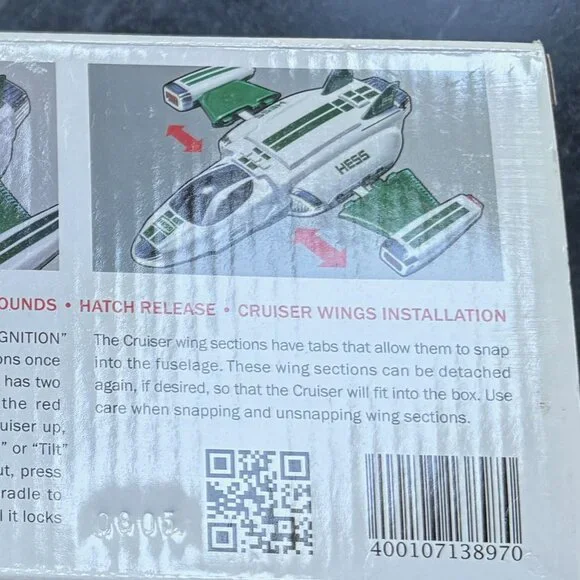 HESS
OUNDS • HATCH RELEASE • CRUISER WINGS INSTALLATION
GNITION”
ons once
has two
the red
uiser up,
” or “Tilt”
ut, press
radle to
l it locks
The Cruiser wing sections have tabs that allow them to snap
into the fuselage. These wing sections can be detached
again, if desired, so that the Cruiser will fit into the box. Use
care when snapping and unsnapping wing sections.
0805
400107138970